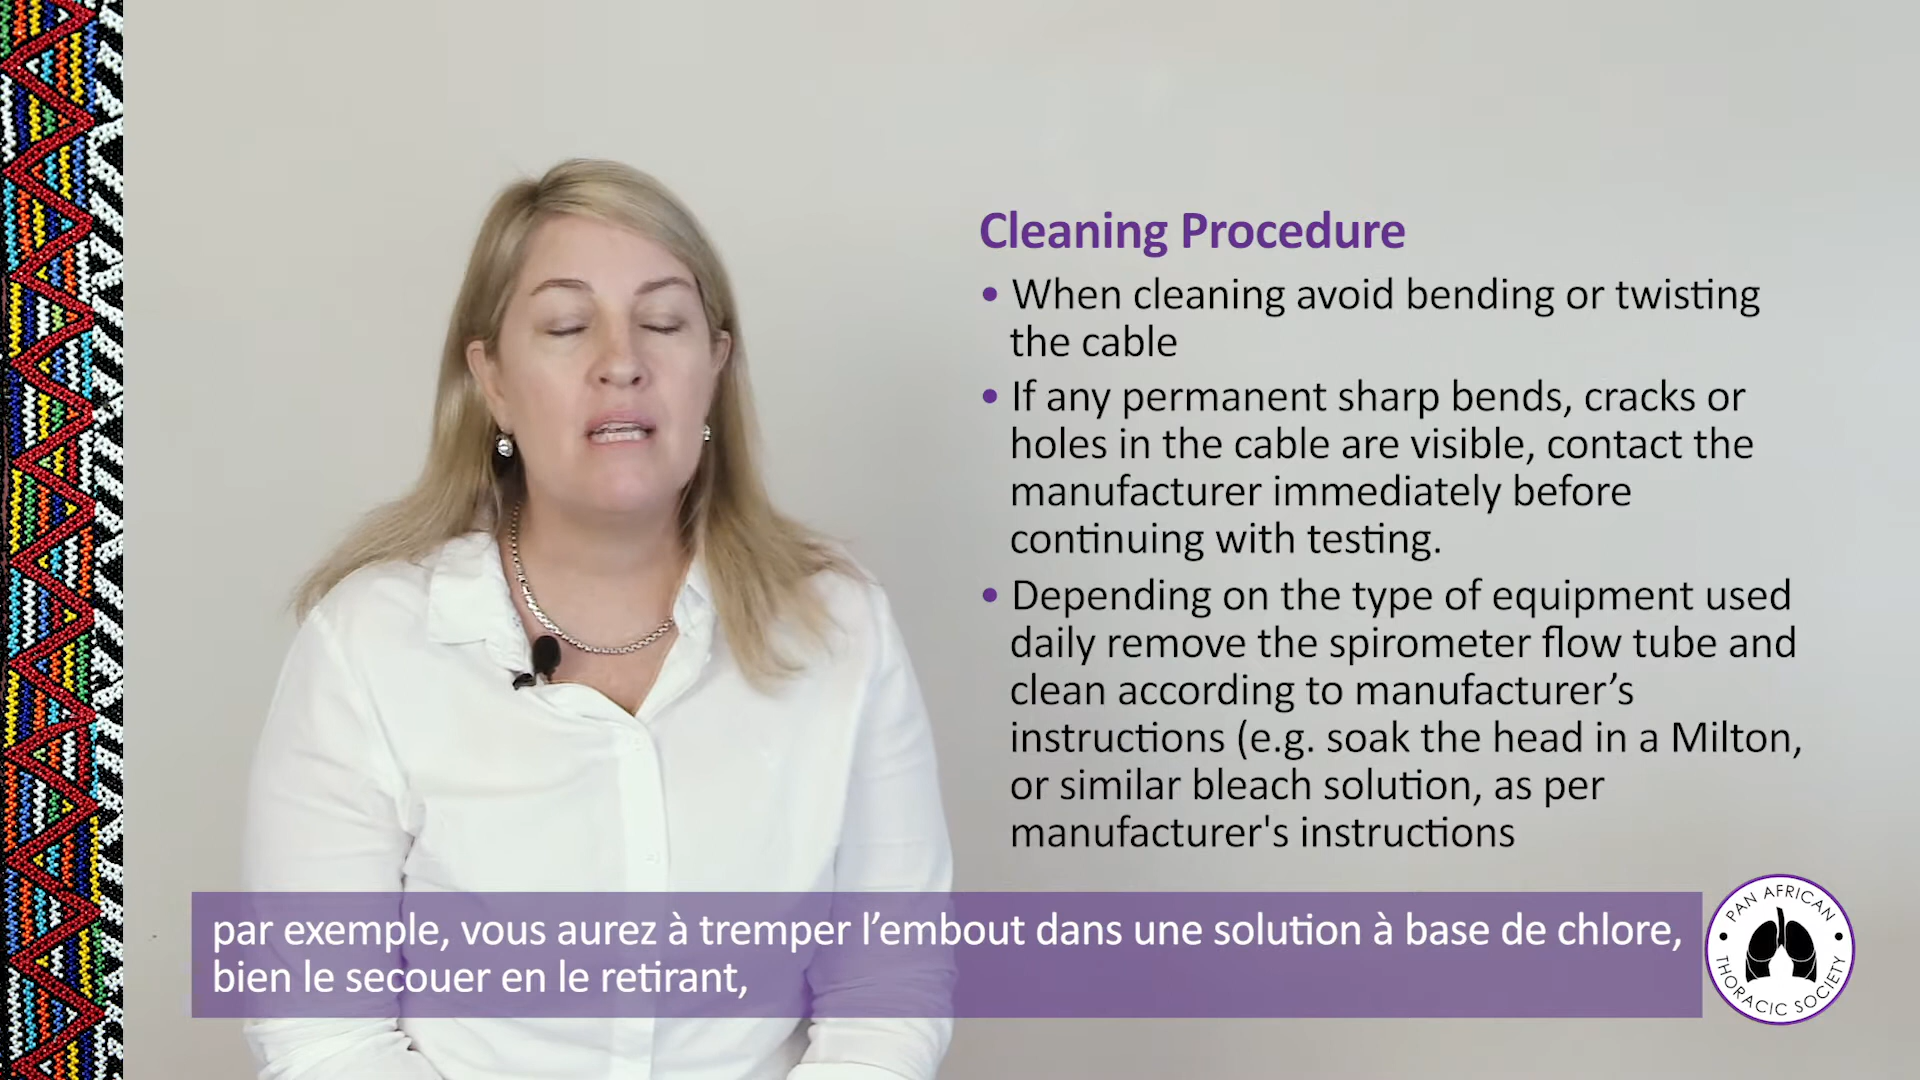 Cleaning Procedure
• When cleaning avoid bending or twisting
the cable
• If any permanent sharp bends, cracks or
holes in the cable are visible, contact the
manufacturer immediately before
continuing with testing.
• Depending on the type of equipment used
daily remove the spirometer flow tube and
clean according to manufacturer’s
instructions (e.g. soak the head in a Milton,
or similar bleach solution, as per
manufacturer's instructions
par exemple, vous aurez à tremper l’embout dans une solution à base de chlore,
bien le secouer en le retirant,
PAN AFRICAN
THORACIC SOCIETY